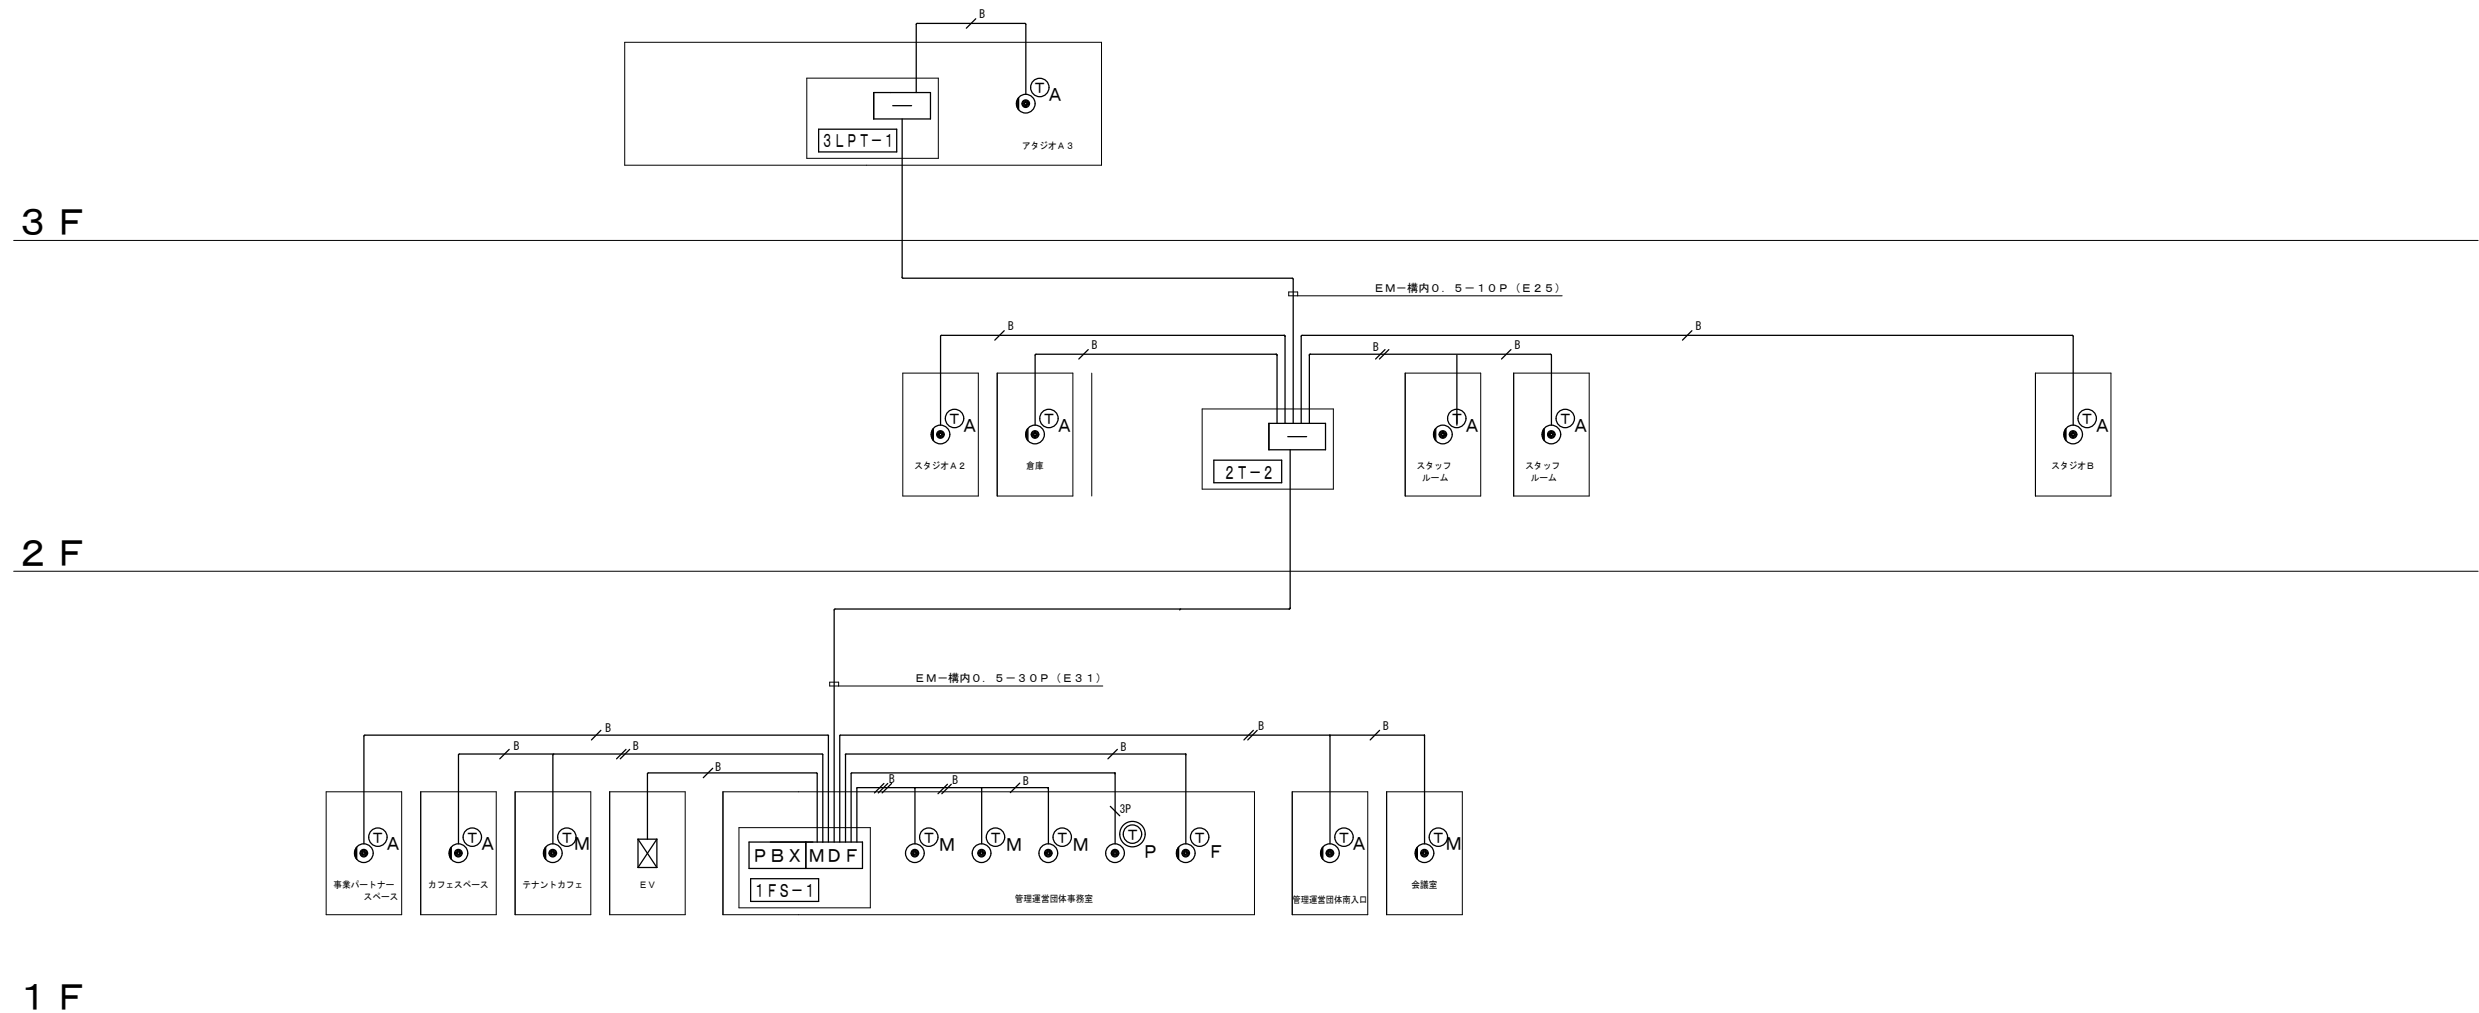 B
T A
3LPT-1
アタジオA3
3F
EM-構内0.5-10P(E25)
B
B
B
B
B
T A
T A
T A
T A
T A
スタジオA2
倉庫
2T-2
スタッフ
ルーム
スタッフ
ルーム
スタジオB
2F
EM-構内0.5-30P(E31)
B
B
B
B
B
B
B
B
B
B
B
3P
T A
T A
T M
PBX MDF
T M
T M
T M
T P
T F
T A
T M
事業パートナー
スペース
カフェスペース
テナントカフェ
EV
1FS-1
管理運営団体事務室
管理運営団体南入口
会議室
1F